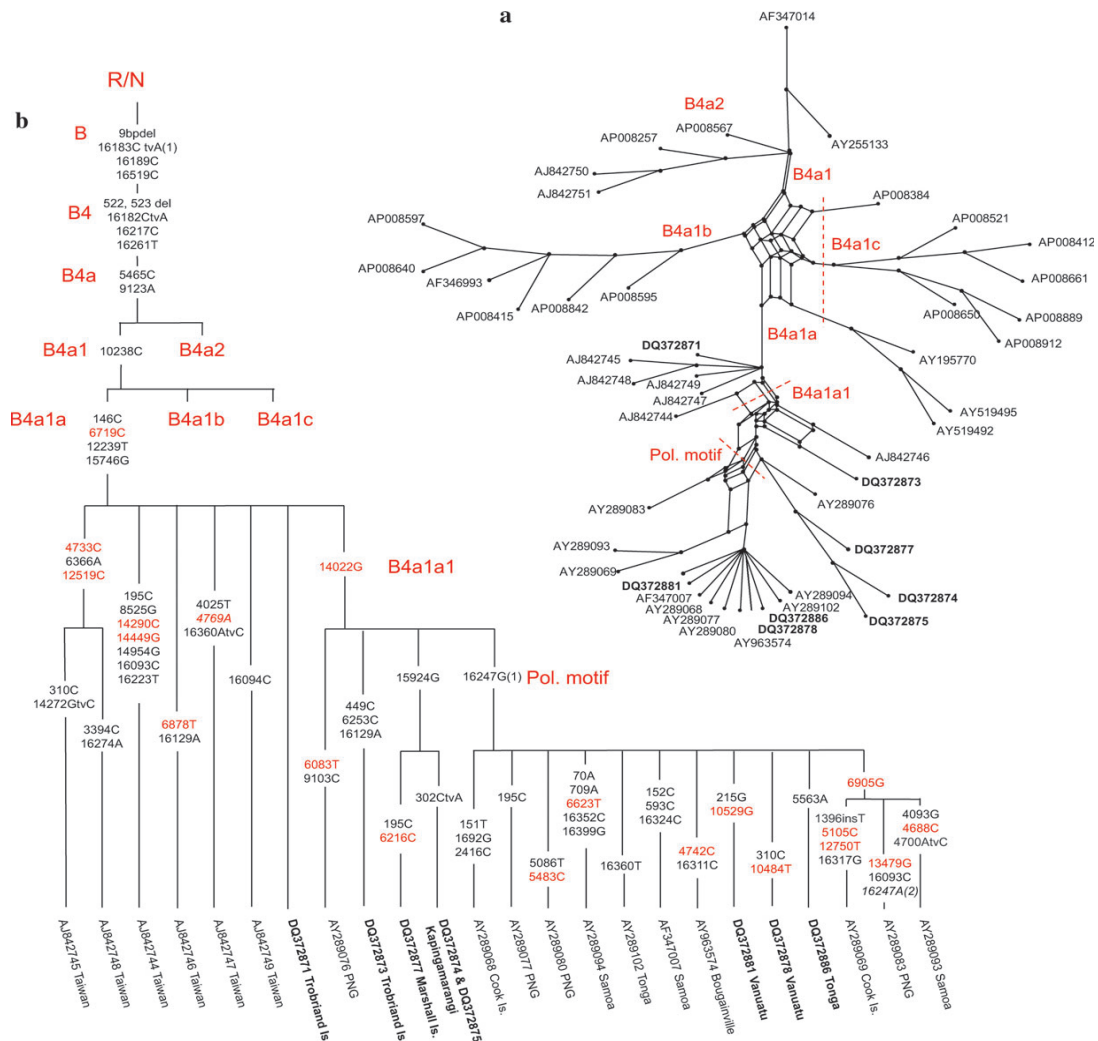 a
AF347014
B4a2
AP008567
AP008257
AY255133
AJ842750
AJ842751
B4a1
AP008384
AP008521
AP008597
B4a1b
B4a1c
AP008412
AP008640
AP008661
AF346993
AP008595
AP008842
AP008415
AP008650
AP008889
AP008912
B4a1a
DQ372871
AJ842745
AY195770
AJ842748
AJ842749
AJ842747
B4a1a1
AJ842744
AY519495
AY519492
Pol. motif
AJ842746
DQ372873
AY289083
AY289076
AY289093
DQ372877
AY289069
DQ372881
AF347007
AY289068
AY289077
AY289080
AY963574
DQ372878
DQ372886
AY289102
AY289094
DQ372874
DQ372875
b
R/N
B
9bpdel
16183C tvA(1)
16189C
16519C
B4
522, 523 del
16182CtvA
16217C
16261T
B4a
5465C
9123A
B4a1
10238C
B4a2
B4a1a
B4a1b
B4a1c
146C
6719C
12239T
15746G
4733C
6366A
12519C
310C
14272GtvC
3394C
16274A
195C
8525G
14290C
14449G
14954G
16093C
16223T
6878T
16129A
4025T
4769A
16360AtvC
16094C
14022G
B4a1a1
6083T
9103C
449C
6253C
16129A
15924G
195C
6216C
302CtvA
16247G(1)
Pol. motif
151T
1692G
2416C
195C
5086T
5483C
70A
709A
6623T
16352C
16399G
16360T
152C
593C
16324C
4742C
16311C
215G
10529G
310C
10484T
5563A
6905G
1396insT
5105C
12750T
16317G
13479G
16093C
16247A(2)
4093G
4688C
4700AtvC
AJ842745 Taiwan
AJ842748 Taiwan
AJ842744 Taiwan
AJ842746 Taiwan
AJ842747 Taiwan
AJ842749 Taiwan
DQ372871 Trobriand Is
AY289076 PNG
DQ372873 Trobriand Is
DQ372877 Marshall Is.
DQ372874 & DQ372875
Kapingamarangi
AY289068 Cook Is.
AY289077 PNG
AY289080 PNG
AY289094 Samoa
AY289102 Tonga
AF347007 Samoa
AY963574 Bougainville
DQ372881 Vanuatu
DQ372878 Vanuatu
DQ372886 Tonga
AY289069 Cook Is.
AY289083 PNG
AY289093 Samoa